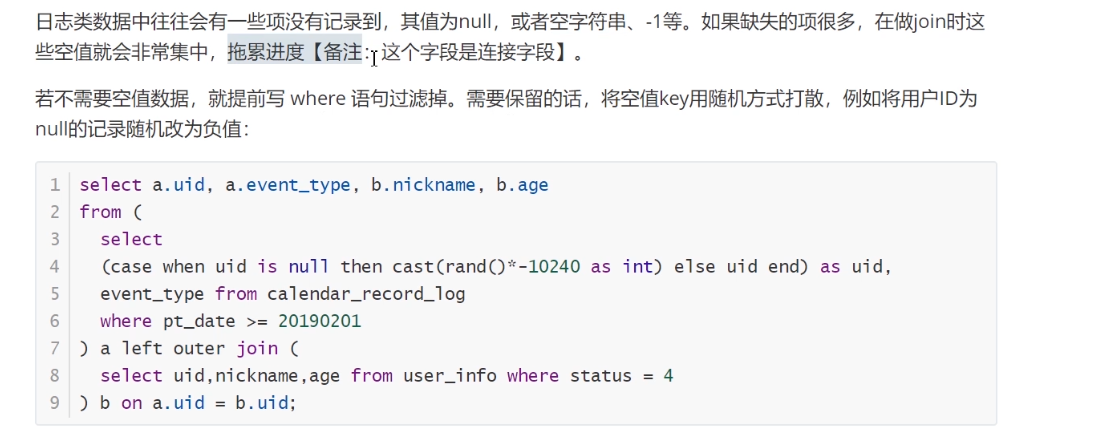 日志类数据中往往会有一些项没有记录到，其值为null，或者空字符串、-1等。如果缺失的项很多，在做join时这
些空值就会非常集中，拖累进度【备注：这个字段是连接字段】。
若不需要空值数据，就提前写 where 语句过滤掉。需要保留的话，将空值key用随机方式打散，例如将用户ID为
null的记录随机改为负值：
1 select a.uid, a.event_type, b.nickname, b.age
2 from (
3   select
4   (case when uid is null then cast(rand()*-10240 as int) else uid end) as uid,
5   event_type from calendar_record_log
6   where pt_date >= 20190201
7 ) a left outer join (
8   select uid,nickname,age from user_info where status = 4
9 ) b on a.uid = b.uid;